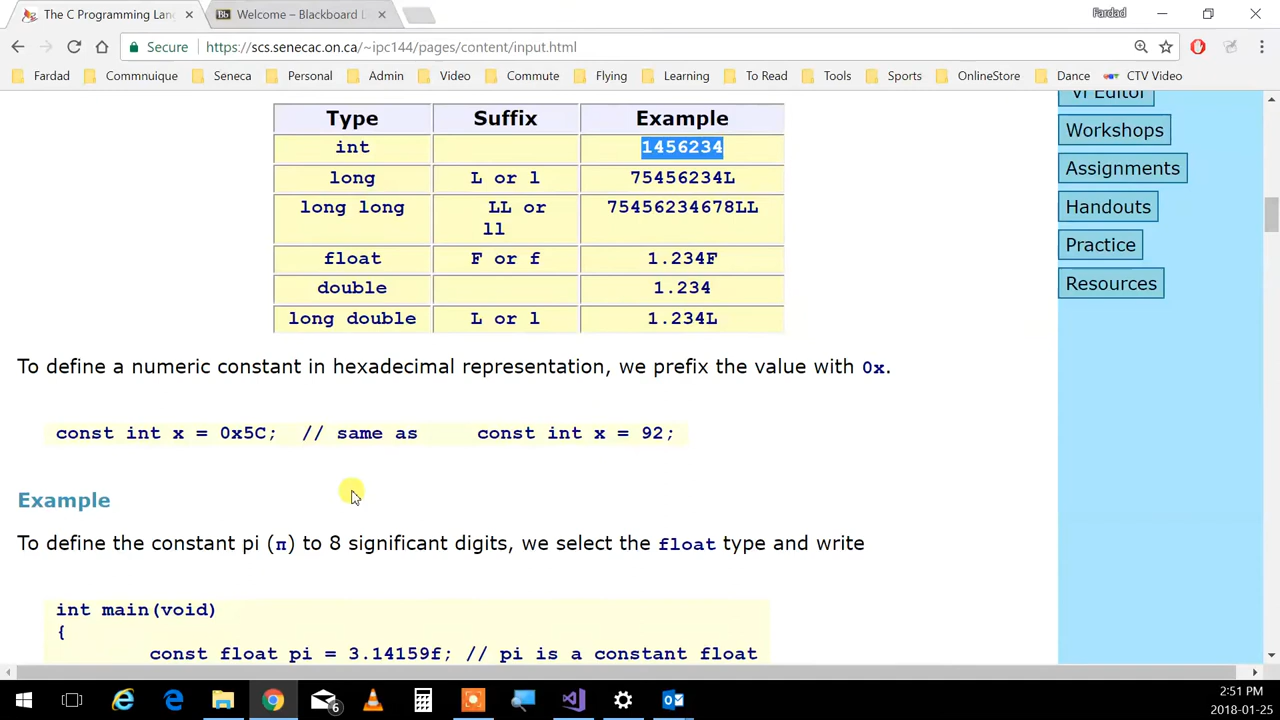 The C Programming Lan
Welcome – Blackboard
Fardad
Secure
https://scs.senecac.on.ca/~ipc144/pages/content/input.html
Fardad Commnuique Seneca Personal Admin Video Commute Flying Learning To Read Tools Sports OnlineStore Dance CTV Video
Type Suffix Example
int 1456234
long L or l 75456234L
long long LL or 75456234678LL
ll
float F or f 1.234F
double 1.234
long double L or l 1.234L
To define a numeric constant in hexadecimal representation, we prefix the value with 0x.
const int x = 0x5C; // same as const int x = 92;
Example
To define the constant pi (π) to 8 significant digits, we select the float type and write
int main(void)
{
const float pi = 3.14159f; // pi is a constant float
Vi Editor
Workshops
Assignments
Handouts
Practice
Resources
6
2:51 PM
2018-01-25